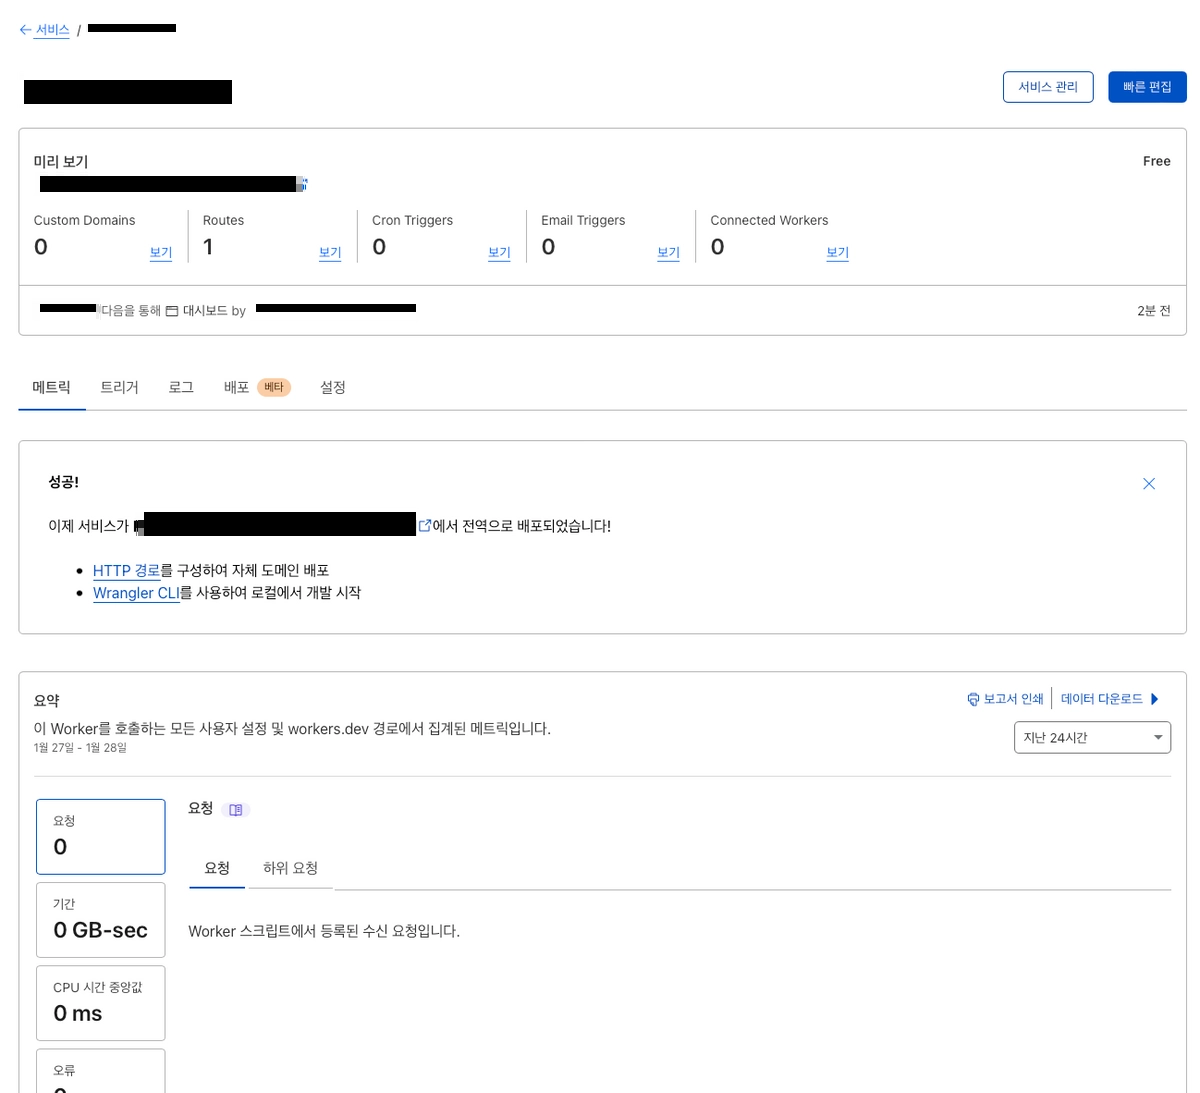 ← 서비스 /
서비스 관리
빠른 편집
미리 보기
Free
Custom Domains
0
보기
Routes
1
보기
Cron Triggers
0
보기
Email Triggers
0
보기
Connected Workers
0
보기
다음을 통해 대시보드 by
2분 전
메트릭
트리거
로그
배포 베타
설정
성공!
이제 서비스가 에서 전역으로 배포되었습니다!
• HTTP 경로를 구성하여 자체 도메인 배포
• Wrangler CLI를 사용하여 로컬에서 개발 시작
요약
보고서 인쇄
데이터 다운로드
이 Worker를 호출하는 모든 사용자 설정 및 workers.dev 경로에서 집계된 메트릭입니다.
1월 27일 - 1월 28일
지난 24시간
요청
0
기간
0 GB-sec
CPU 시간 중앙값
0 ms
오류
요청
요청
하위 요청
Worker 스크립트에서 등록된 수신 요청입니다.